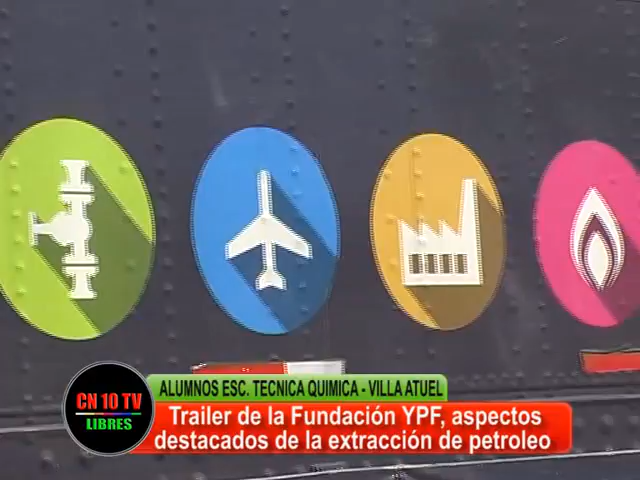 CN 10 TV
LIBRES
ALUMNOS ESC. TECNICA QUIMICA - VILLA ATUEL
Trailer de la Fundación YPF, aspectos
destacados de la extracción de petroleo